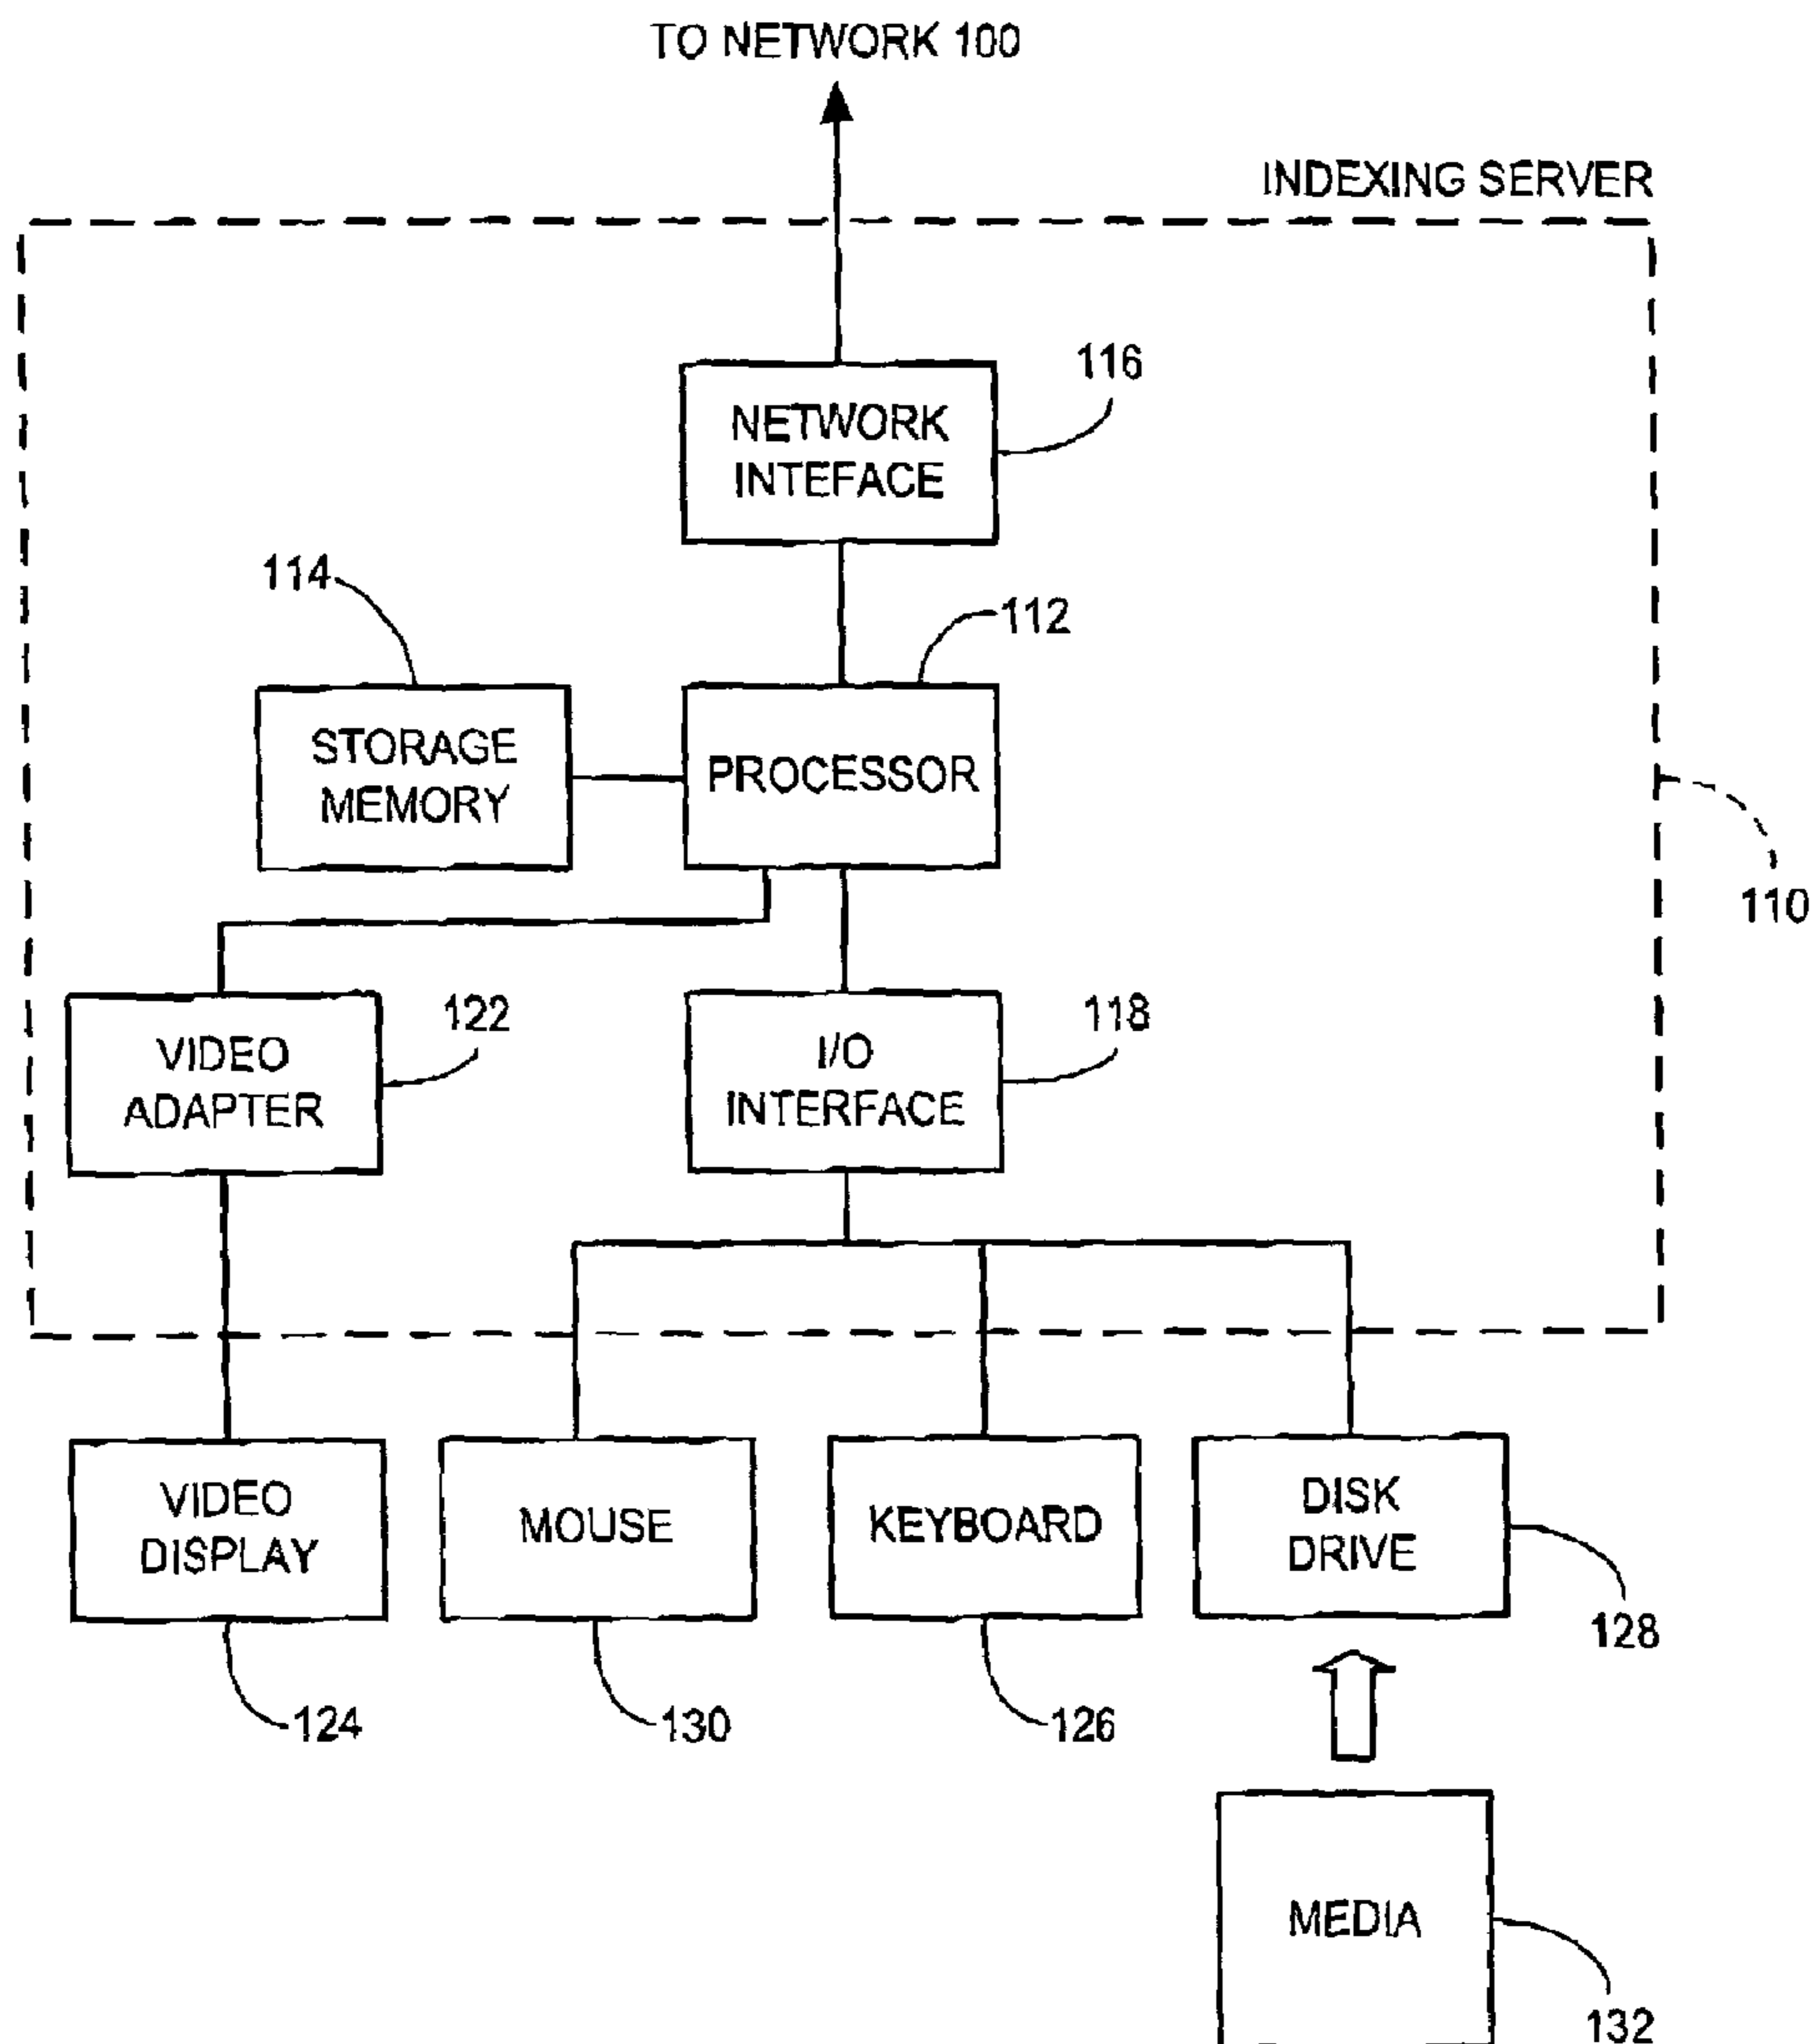 TO NETWORK 100
INDEXING SERVER
116
NETWORK
INTEFACE
114
112
STORAGE
MEMORY
PROCESSOR
110
122
118
VIDEO
ADAPTER
I/O
INTERFACE
VIDEO
DISPLAY
MOUSE
KEYBOARD
DISK
DRIVE
128
124
130
126
MEDIA
132